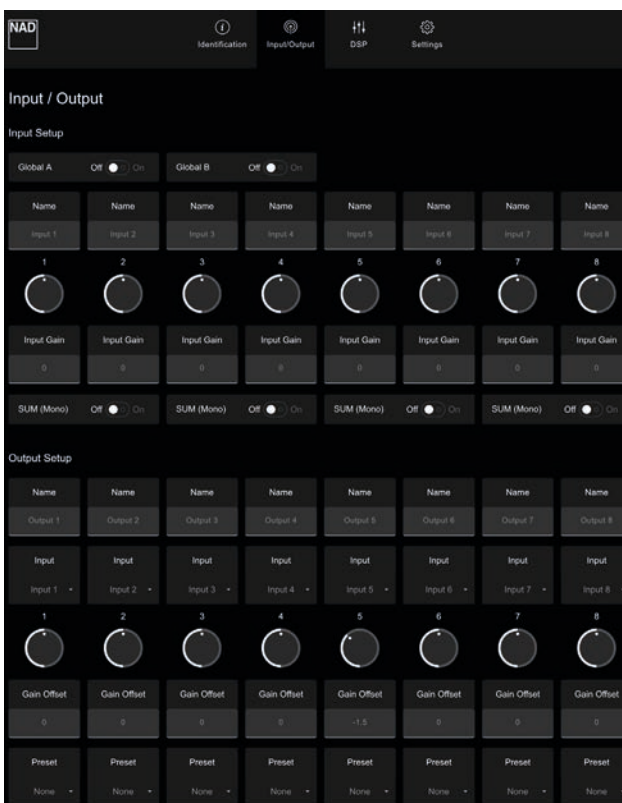 NAD
Identification Input/Output DSP Settings
Input / Output
Input Setup
Global A Off On Global B Off On
Name Name Name Name Name Name Name Name
Input 1 Input 2 Input 3 Input 4 Input 5 Input 6 Input 7 Input 8
1 2 3 4 5 6 7 8
Input Gain Input Gain Input Gain Input Gain Input Gain Input Gain Input Gain Input Gain
0 0 0 0 0 0 0 0
SUM (Mono) Off On SUM (Mono) Off On SUM (Mono) Off On SUM (Mono) Off On
Output Setup
Name Name Name Name Name Name Name Name
Output 1 Output 2 Output 3 Output 4 Output 5 Output 6 Output 7 Output 8
Input Input Input Input Input Input Input Input
Input 1 Input 2 Input 3 Input 4 Input 5 Input 6 Input 7 Input 8
1 2 3 4 5 6 7 8
Gain Offset Gain Offset Gain Offset Gain Offset Gain Offset Gain Offset Gain Offset Gain Offset
0 0 0 0 -1.5 0 0 0
Preset Preset Preset Preset Preset Preset Preset Preset
None None None None None None None None